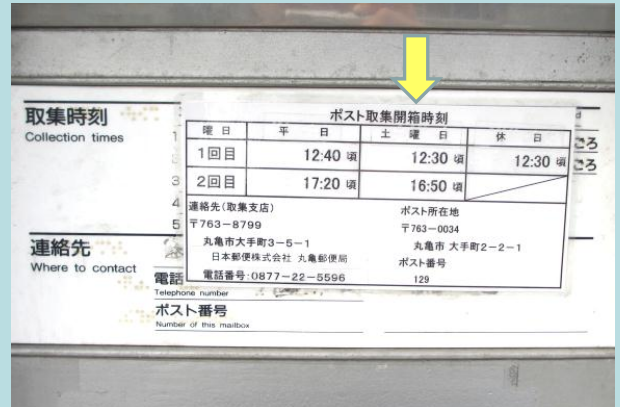 取集時刻
Collection times
1
3
4
5
ごろ
ごろ
ポスト取集開箱時刻
曜 日 平 日 土 曜 日 休 日
1回目 12:40 頃 12:30 頃 12:30 頃
2回目 17:20 頃 16:50 頃
連絡先(取集支店)
〒763-8799
丸亀市大手町3-5-1
日本郵便株式会社 丸亀郵便局
電話番号:0877-22-5596
ポスト所在地
〒763-0034
丸亀市 大手町2-2-1
ポスト番号
129
連絡先
Where to contact
電話
Telephone number
ポスト番号
Number of this mailbox